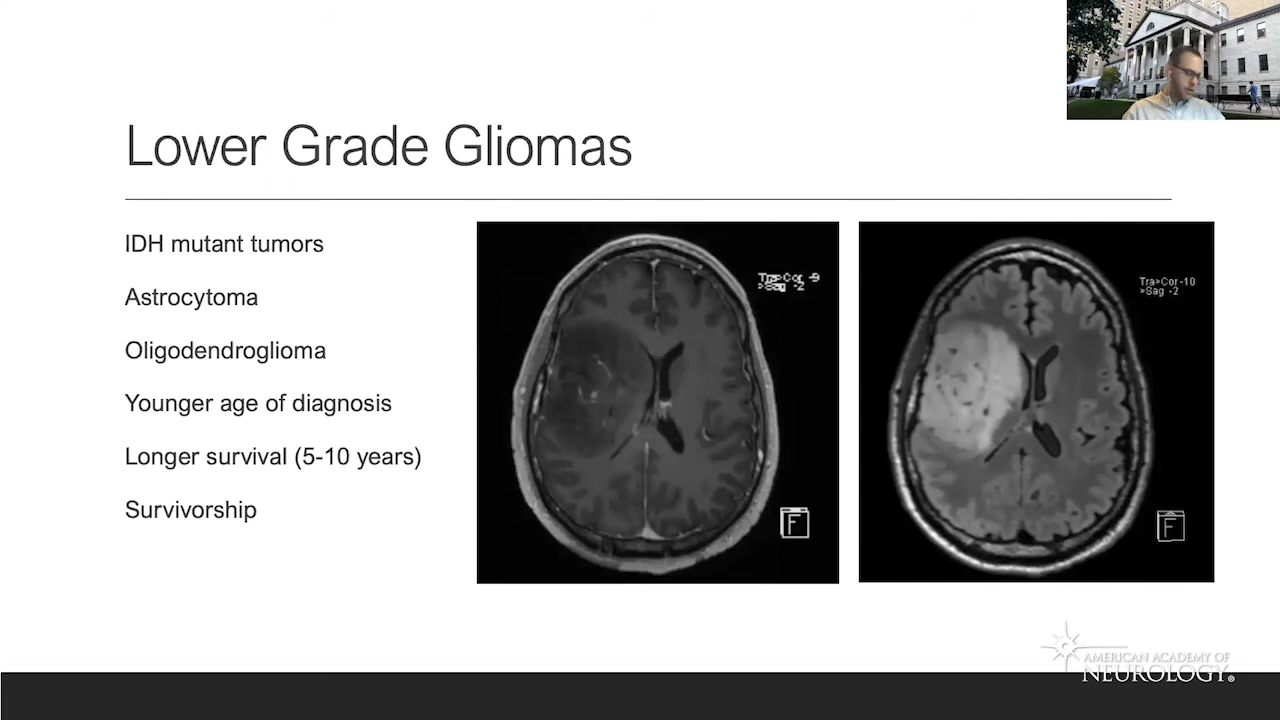 Lower Grade Gliomas
IDH mutant tumors
Astrocytoma
Oligodendroglioma
Younger age of diagnosis
Longer survival (5-10 years)
Survivorship
Tra>Cor -9
>Sag -2
F
Tra>Cor -10
>Sag -2
F
AMERICAN ACADEMY OF
NEUROLOGY®